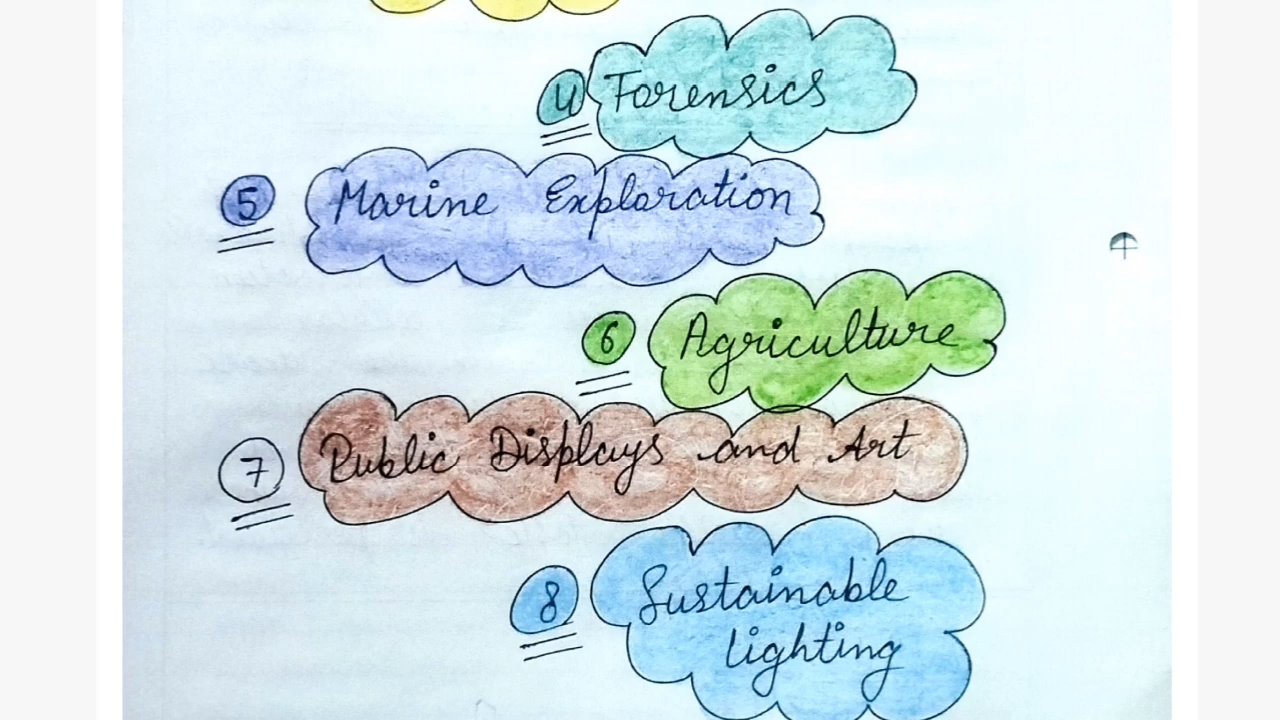 4 Forensics
5 Marine Exploration
6 Agriculture
7 Public Displays and Art
8 Sustainable
lighting